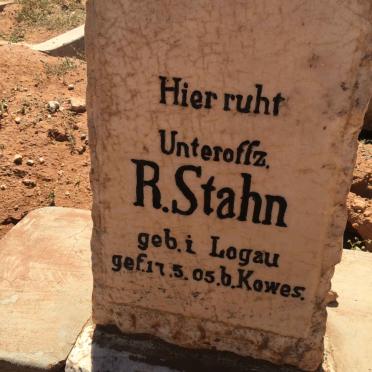 Hier ruht
Unteroffz.
R. Stahn
geb. i. Logau
gef. 17. 5. 05. b. Kowes.